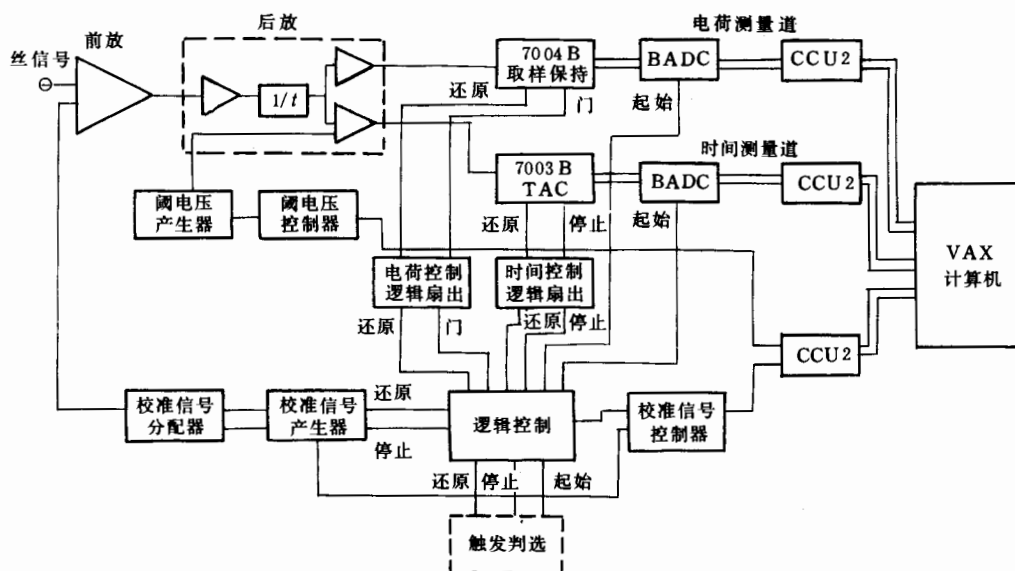 电荷测量道
后放
前放
丝信号
7004B
取样保持
BADC
CCU2
还原
门
起始
1/t
时间测量道
7003B
TAC
BADC
CCU2
还原
停止
起始
阈电压
产生器
阈电压
控制器
VAX
计算机
电荷控制
逻辑扇出
时间控制
逻辑扇出
还原
门
还原
停止
CCU2
校准信号
分配器
校准信号
产生器
还原
停止
逻辑控制
校准信号
控制器
还原
停止
起始
触发判选